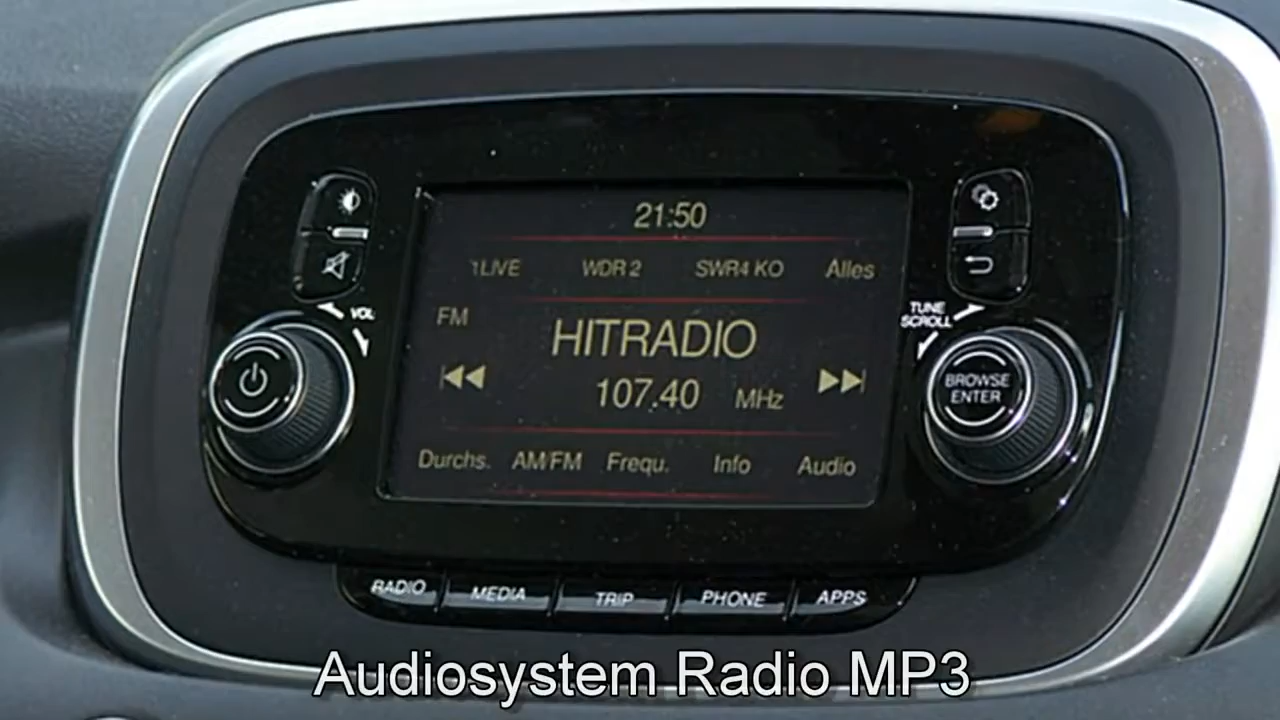 21:50
1LIVE WDR 2 SWR4 KO Alles
VOL
TUNE
SCROLL
FM
HITRADIO
107.40 MHz
BROWSE
ENTER
Durchs. AM/FM Frequ. Info Audio
RADIO MEDIA TRIP PHONE APPS
Audiosystem Radio MP3